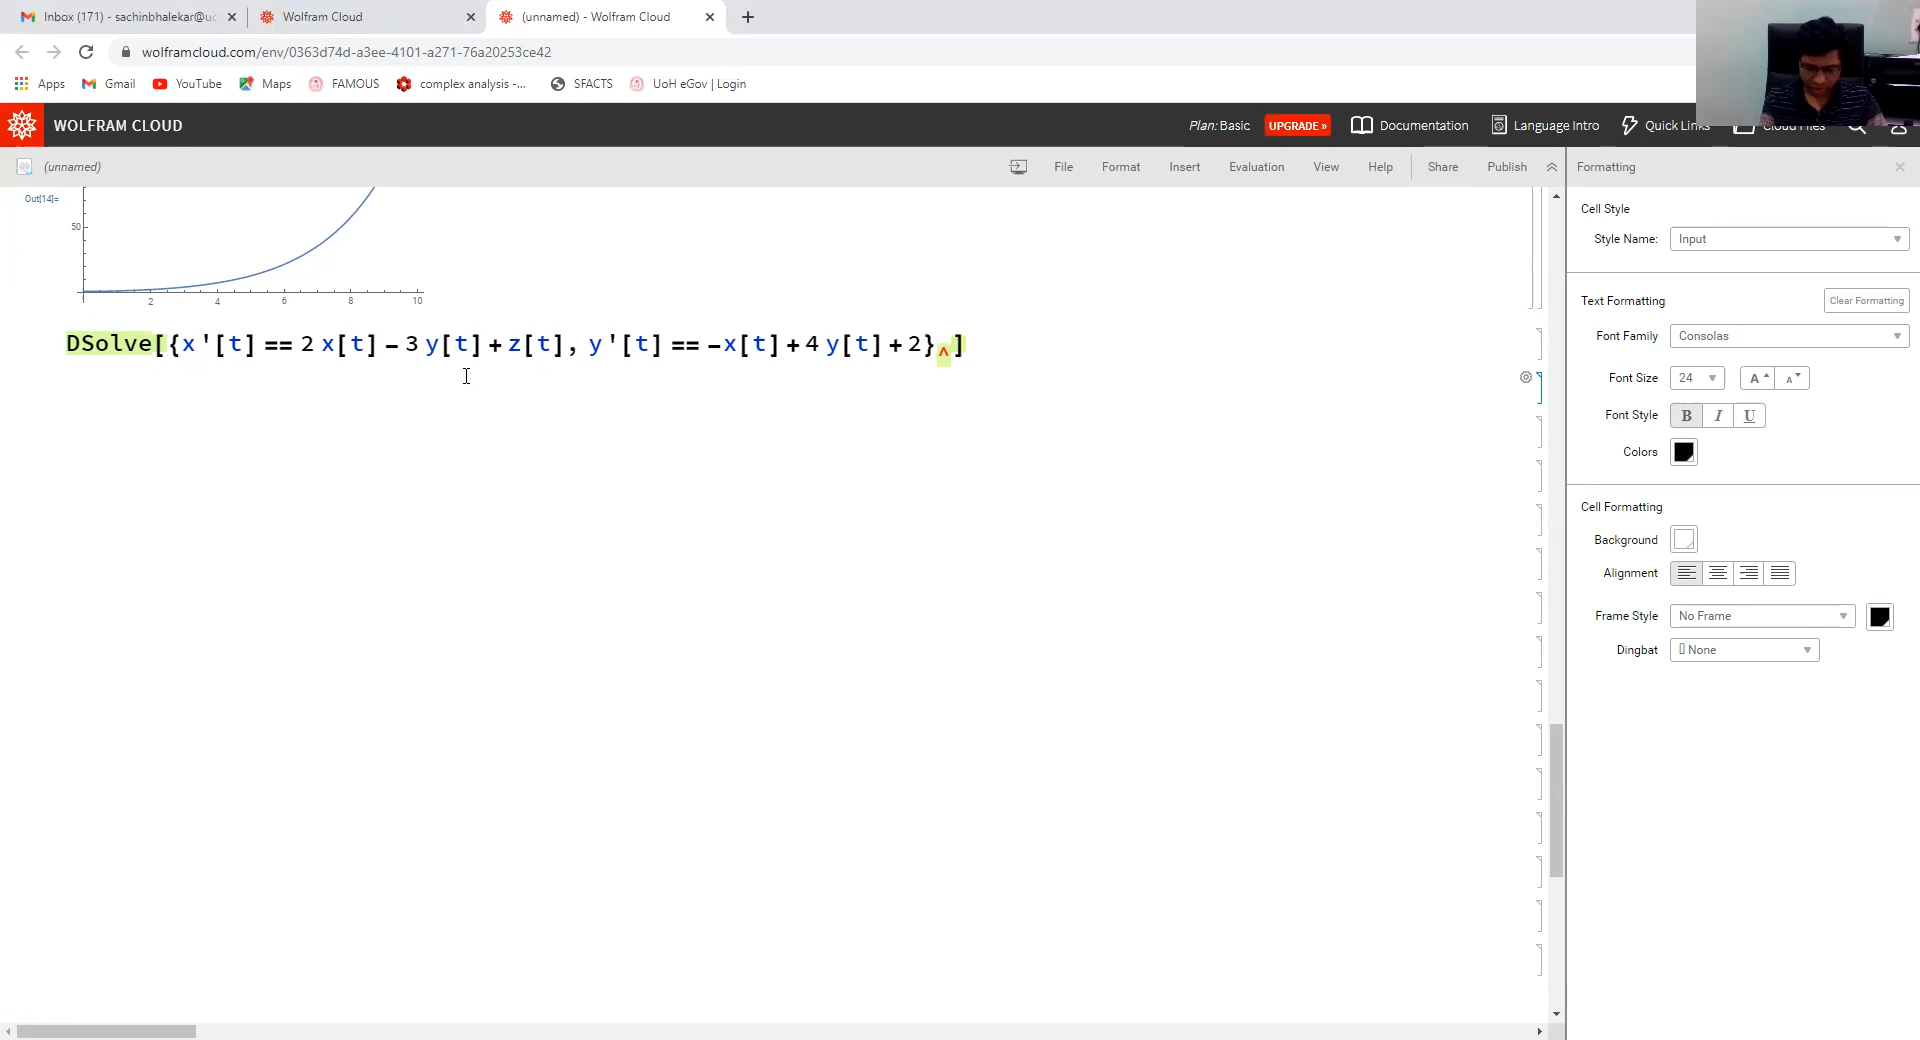 Inbox (171) - sachinbhalekar@u
Wolfram Cloud
(unnamed) - Wolfram Cloud
wolframcloud.com/env/0363d74d-a3ee-4101-a271-76a20253ce42
Apps Gmail YouTube Maps FAMOUS complex analysis -... SFACTS UoH eGov | Login
WOLFRAM CLOUD
Plan: Basic UPGRADE » Documentation Language Intro Quick Links Cloud Files
(unnamed)
File Format Insert Evaluation View Help Share Publish
Formatting
Out[14]=
50
2 4 6 8 10
DSolve[{x'[t] == 2 x[t] - 3 y[t] + z[t], y'[t] == -x[t] + 4 y[t] + 2}^]
Cell Style
Style Name: Input
Text Formatting Clear Formatting
Font Family Consolas
Font Size 24 A A
Font Style B I U
Colors
Cell Formatting
Background
Alignment
Frame Style No Frame
Dingbat None